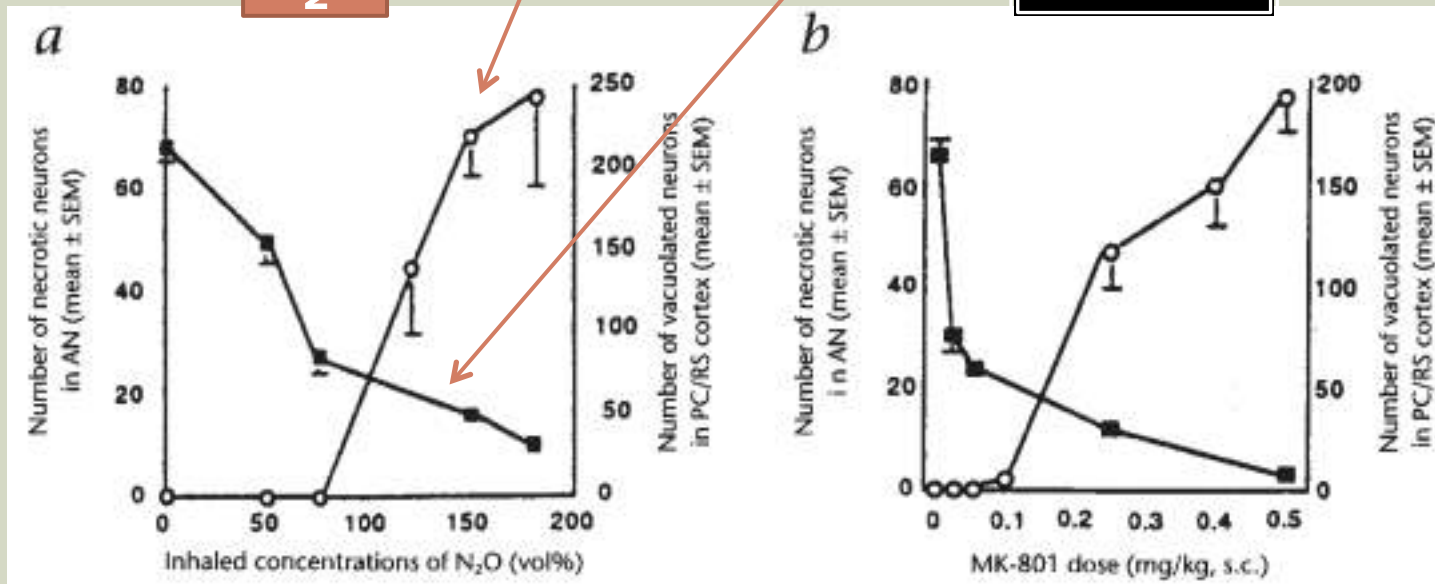 2
a
b
80
60
40
20
0
Number of necrotic neurons
in AN (mean ± SEM)
250
200
150
100
50
0
Number of vacuolated neurons
in PC/RS cortex (mean ± SEM)
0 50 100 150 200
Inhaled concentrations of N₂O (vol%)
80
60
40
20
0
Number of necrotic neurons
i n AN (mean ± SEM)
200
150
100
50
0
Number of vacuolated neurons
in PC/RS cortex (mean ± SEM)
0 0.1 0.2 0.3 0.4 0.5
MK-801 dose (mg/kg, s.c.)